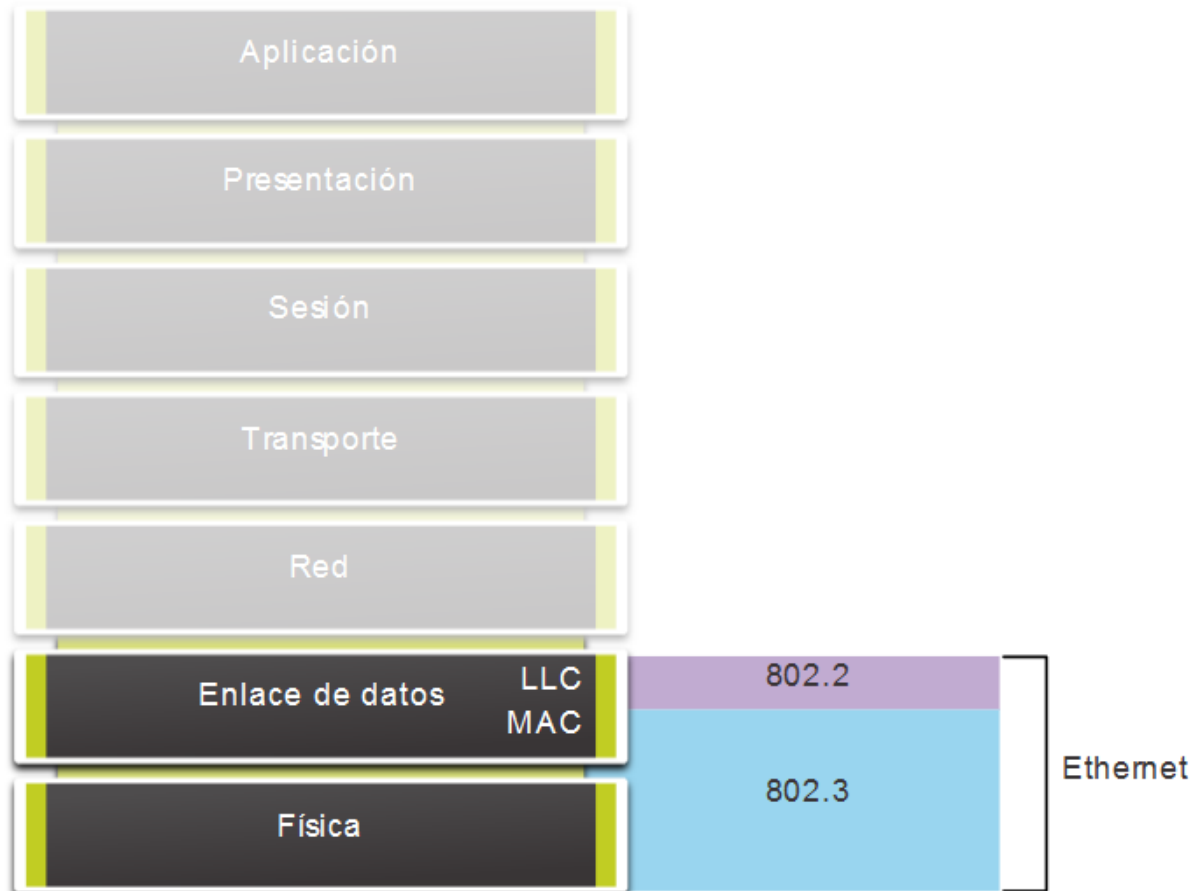 Aplicación
Presentación
Sesión
Transporte
Red
Enlace de datos
LLC
MAC
802.2
802.3
Ethernet
Física